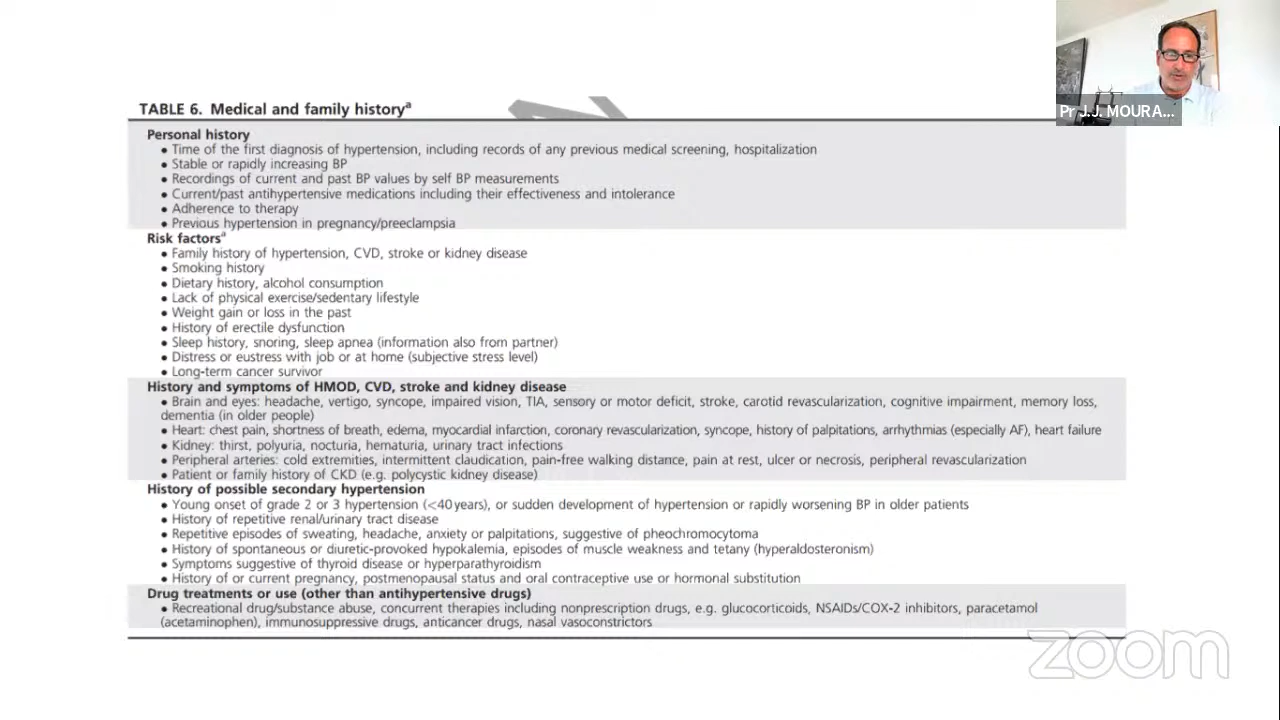 Pr J.J. MOURA...
TABLE 6. Medical and family historyᵃ
Personal history
• Time of the first diagnosis of hypertension, including records of any previous medical screening, hospitalization
• Stable or rapidly increasing BP
• Recordings of current and past BP values by self BP measurements
• Current/past antihypertensive medications including their effectiveness and intolerance
• Adherence to therapy
• Previous hypertension in pregnancy/preeclampsia
Risk factorsᵃ
• Family history of hypertension, CVD, stroke or kidney disease
• Smoking history
• Dietary history, alcohol consumption
• Lack of physical exercise/sedentary lifestyle
• Weight gain or loss in the past
• History of erectile dysfunction
• Sleep history, snoring, sleep apnea (information also from partner)
• Distress or eustress with job or at home (subjective stress level)
• Long-term cancer survivor
History and symptoms of HMOD, CVD, stroke and kidney disease
• Brain and eyes: headache, vertigo, syncope, impaired vision, TIA, sensory or motor deficit, stroke, carotid revascularization, cognitive impairment, memory loss,
dementia (in older people)
• Heart: chest pain, shortness of breath, edema, myocardial infarction, coronary revascularization, syncope, history of palpitations, arrhythmias (especially AF), heart failure
• Kidney: thirst, polyuria, nocturia, hematuria, urinary tract infections
• Peripheral arteries: cold extremities, intermittent claudication, pain-free walking distance, pain at rest, ulcer or necrosis, peripheral revascularization
• Patient or family history of CKD (e.g. polycystic kidney disease)
History of possible secondary hypertension
• Young onset of grade 2 or 3 hypertension (<40 years), or sudden development of hypertension or rapidly worsening BP in older patients
• History of repetitive renal/urinary tract disease
• Repetitive episodes of sweating, headache, anxiety or palpitations, suggestive of pheochromocytoma
• History of spontaneous or diuretic-provoked hypokalemia, episodes of muscle weakness and tetany (hyperaldosteronism)
• Symptoms suggestive of thyroid disease or hyperparathyroidism
• History of or current pregnancy, postmenopausal status and oral contraceptive use or hormonal substitution
Drug treatments or use (other than antihypertensive drugs)
• Recreational drug/substance abuse, concurrent therapies including nonprescription drugs, e.g. glucocorticoids, NSAIDs/COX-2 inhibitors, paracetamol
(acetaminophen), immunosuppressive drugs, anticancer drugs, nasal vasoconstrictors
zoom